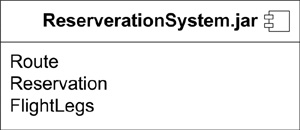 ReserverationSystem.jar
Route
Reservation
FlightLegs